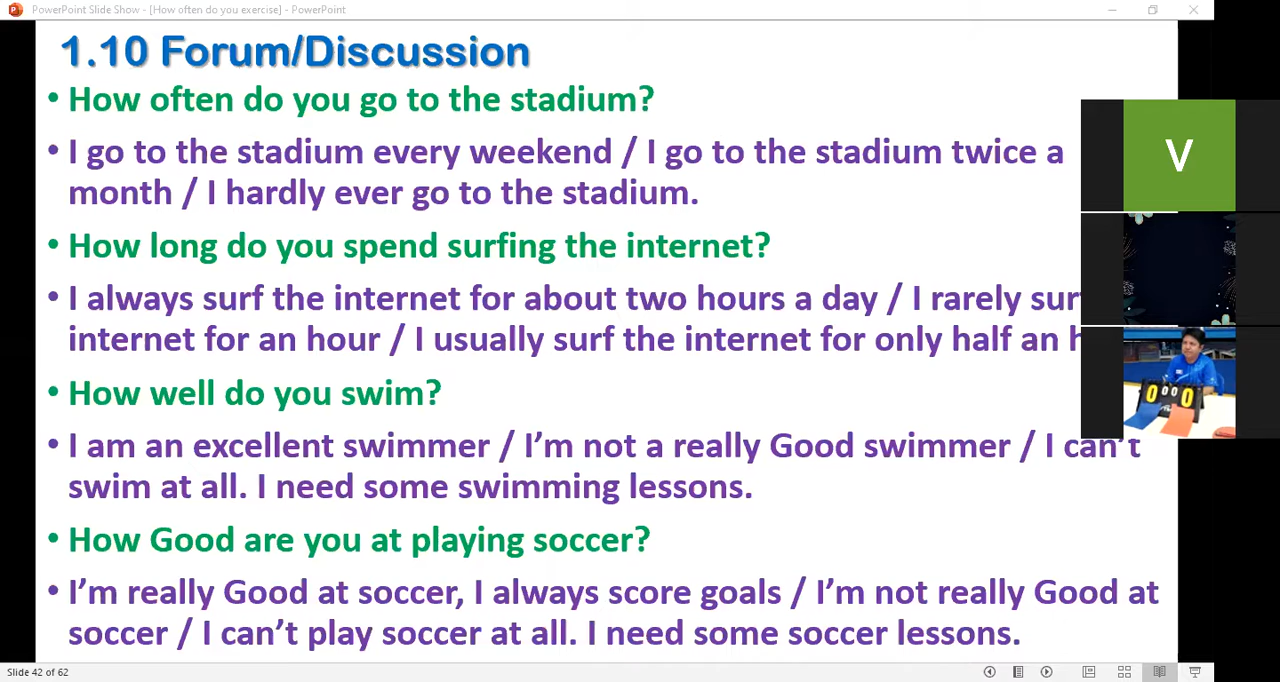 PowerPoint Slide Show - [How often do you exercise] - PowerPoint
1.10 Forum/Discussion
• How often do you go to the stadium?
• I go to the stadium every weekend / I go to the stadium twice a
month / I hardly ever go to the stadium.
• How long do you spend surfing the internet?
• I always surf the internet for about two hours a day / I rarely
internet for an hour / I usually surf the internet for only half an
• How well do you swim?
• I am an excellent swimmer / I'm not a really Good swimmer / I can't
swim at all. I need some swimming lessons.
• How Good are you at playing soccer?
• I'm really Good at soccer, I always score goals / I'm not really Good at
soccer / I can't play soccer at all. I need some soccer lessons.
V
0 0 0 0
Slide 42 of 62